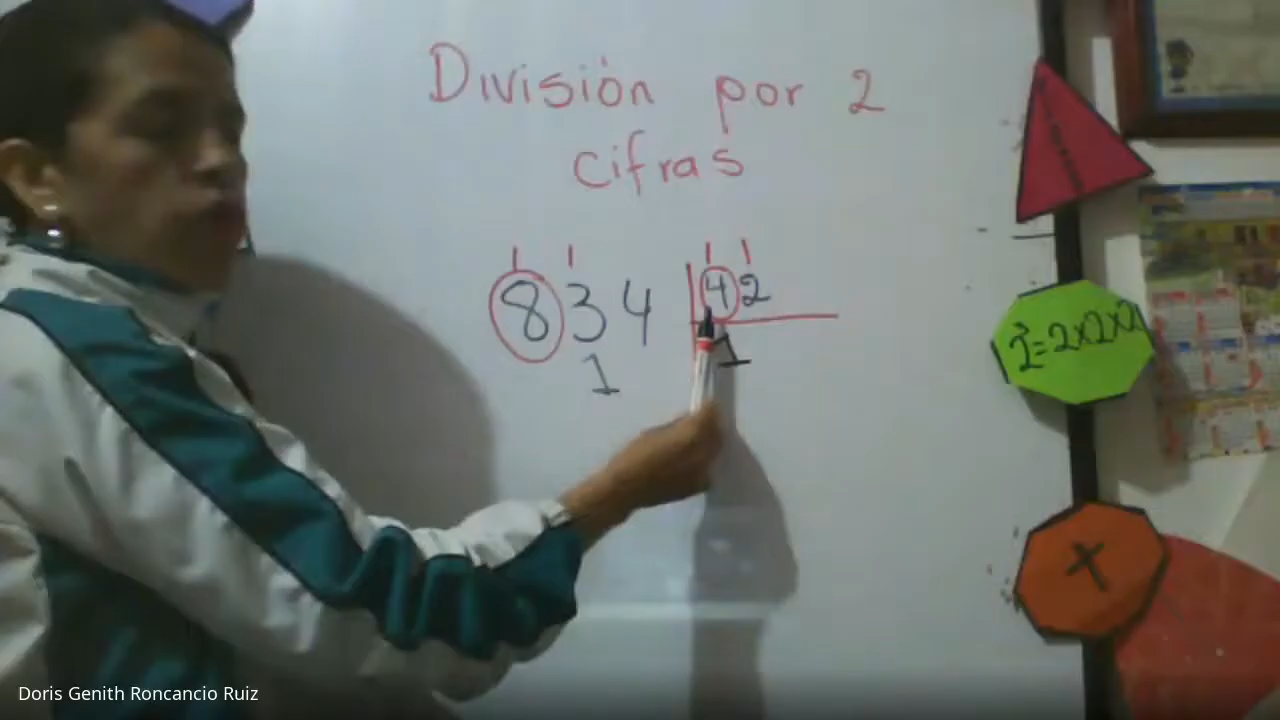 División por 2
cifras
834 42
1 1
2³=2x2x2
X
Doris Genith Roncancio Ruiz